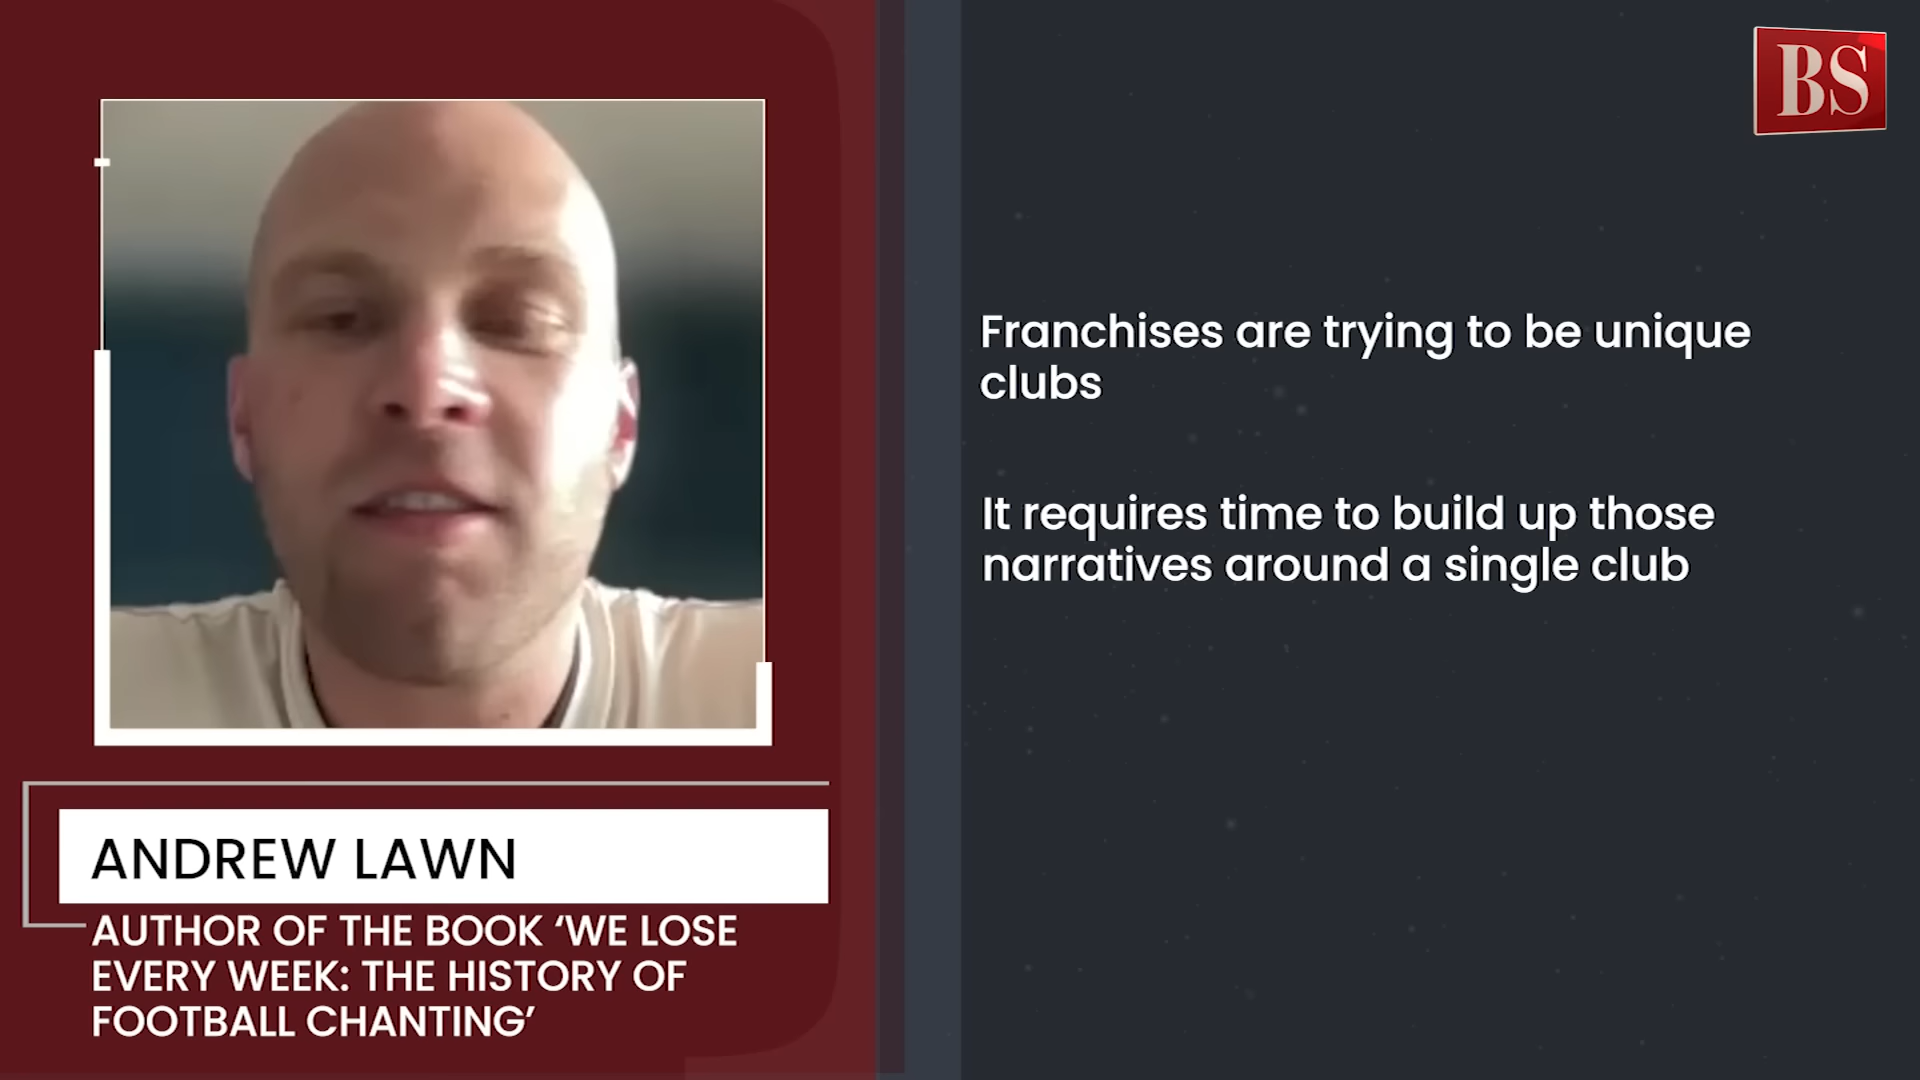 BS
Franchises are trying to be unique
clubs
It requires time to build up those
narratives around a single club
ANDREW LAWN
AUTHOR OF THE BOOK ‘WE LOSE
EVERY WEEK: THE HISTORY OF
FOOTBALL CHANTING’